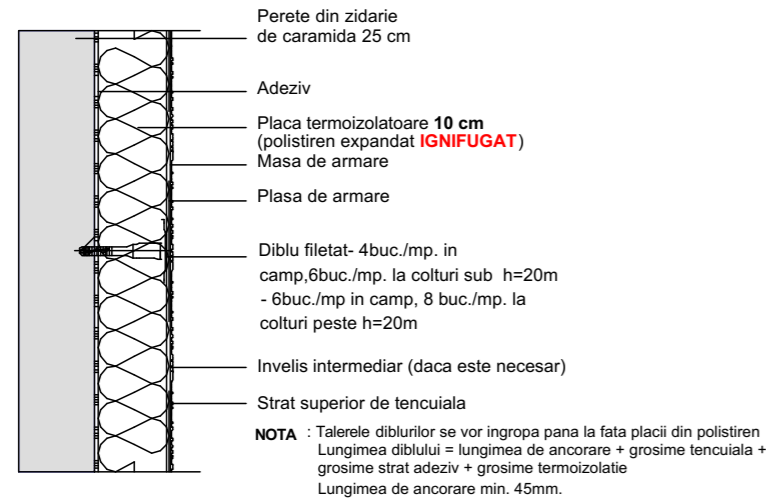 Perete din zidarie
de caramida 25 cm
Adeziv
Placa termoizolatoare 10 cm
(polistiren expandat IGNIFUGAT)
Masa de armare
Plasa de armare
Diblu filetat- 4buc./mp. in
camp,6buc./mp. la colturi sub h=20m
- 6buc./mp in camp, 8 buc./mp. la
colturi peste h=20m
Invelis intermediar (daca este necesar)
Strat superior de tencuiala
NOTA : Talerele diblurilor se vor ingropa pana la fata placii din polistiren
Lungimea diblului = lungimea de ancorare + grosime tencuiala +
grosime strat adeziv + grosime termoizolatie
Lungimea de ancorare min. 45mm.